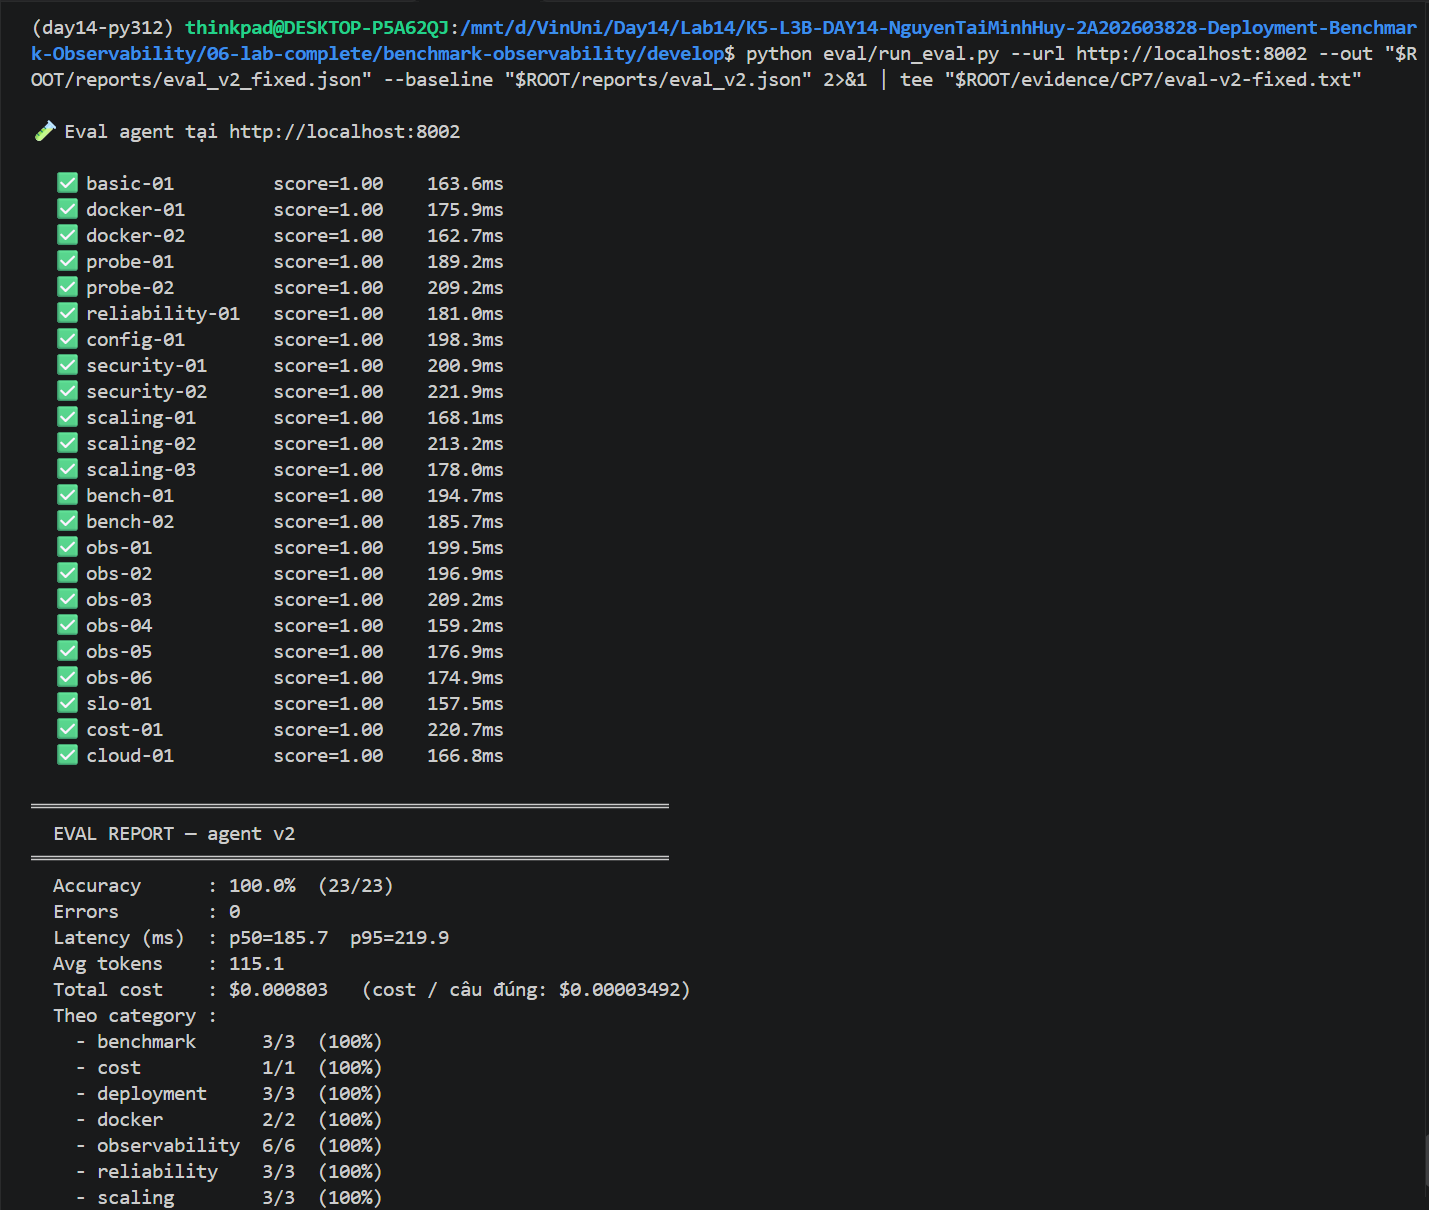 (day14-py312) thinkpad@DESKTOP-P5A62QJ:/mnt/d/VinUni/Day14/Lab14/K5-L3B-DAY14-NguyenTaiMinhHuy-2A202603828-Deployment-Benchmar
k-Observability/06-lab-complete/benchmark-observability/develop$ python eval/run_eval.py --url http://localhost:8002 --out "$R
OOT/reports/eval_v2_fixed.json" --baseline "$ROOT/reports/eval_v2.json" 2>&1 | tee "$ROOT/evidence/CP7/eval-v2-fixed.txt"
🧪 Eval agent tại http://localhost:8002
✅ basic-01 score=1.00 163.6ms
✅ docker-01 score=1.00 175.9ms
✅ docker-02 score=1.00 162.7ms
✅ probe-01 score=1.00 189.2ms
✅ probe-02 score=1.00 209.2ms
✅ reliability-01 score=1.00 181.0ms
✅ config-01 score=1.00 198.3ms
✅ security-01 score=1.00 200.9ms
✅ security-02 score=1.00 221.9ms
✅ scaling-01 score=1.00 168.1ms
✅ scaling-02 score=1.00 213.2ms
✅ scaling-03 score=1.00 178.0ms
✅ bench-01 score=1.00 194.7ms
✅ bench-02 score=1.00 185.7ms
✅ obs-01 score=1.00 199.5ms
✅ obs-02 score=1.00 196.9ms
✅ obs-03 score=1.00 209.2ms
✅ obs-04 score=1.00 159.2ms
✅ obs-05 score=1.00 176.9ms
✅ obs-06 score=1.00 174.9ms
✅ slo-01 score=1.00 157.5ms
✅ cost-01 score=1.00 220.7ms
✅ cloud-01 score=1.00 166.8ms
EVAL REPORT — agent v2
Accuracy : 100.0% (23/23)
Errors : 0
Latency (ms) : p50=185.7 p95=219.9
Avg tokens : 115.1
Total cost : $0.000803 (cost / câu đúng: $0.00003492)
Theo category :
- benchmark 3/3 (100%)
- cost 1/1 (100%)
- deployment 3/3 (100%)
- docker 2/2 (100%)
- observability 6/6 (100%)
- reliability 3/3 (100%)
- scaling 3/3 (100%)